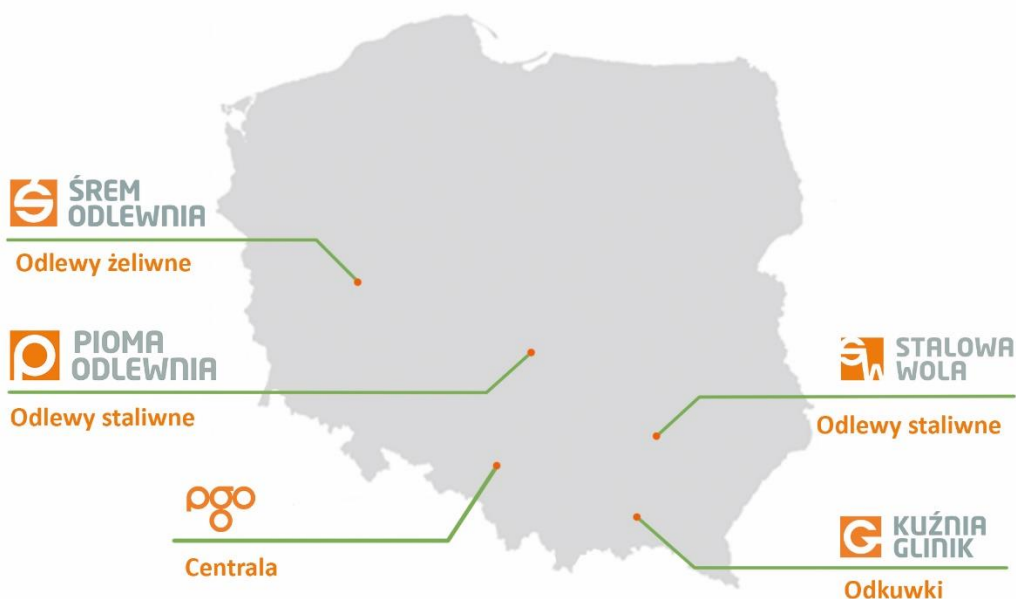 ŚREM
ODLEWNIA
Odlewy żeliwne
PIOMA
ODLEWNIA
Odlewy staliwne
STALOWA
WOLA
Odlewy staliwne
pgo
Centrala
KUŹNIA
GLINIK
Odkuwki